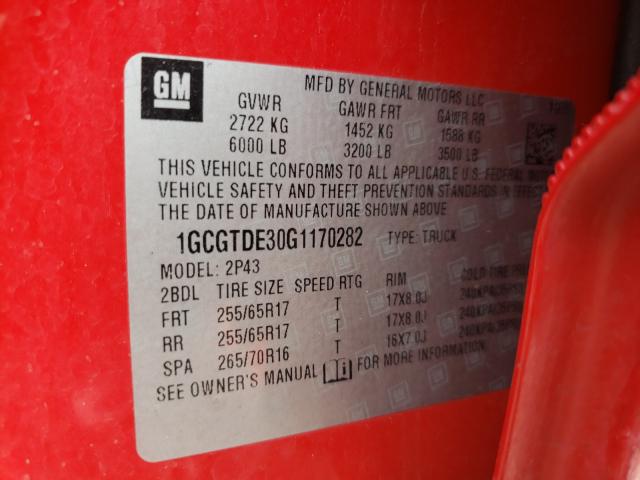 GM
MFD BY GENERAL MOTORS LLC
GVWR GAWR FRT GAWR RR
2722 KG 1452 KG 1588 KG
6000 LB 3200 LB 3500 LB
THIS VEHICLE CONFORMS TO ALL APPLICABLE U.S. FEDERAL
VEHICLE SAFETY AND THEFT PREVENTION STANDARDS IN
THE DATE OF MANUFACTURE SHOWN ABOVE
1GCGTDE30G1170282 TYPE: TRUCK
MODEL: 2P43
2BDL TIRE SIZE SPEED RTG RIM COLD TIRE
FRT 255/65R17 T 17X8.0J
RR 255/65R17 T 17X8.0J
SPA 265/70R16 T 16X7.0J
SEE OWNER'S MANUAL FOR MORE INFORMATION